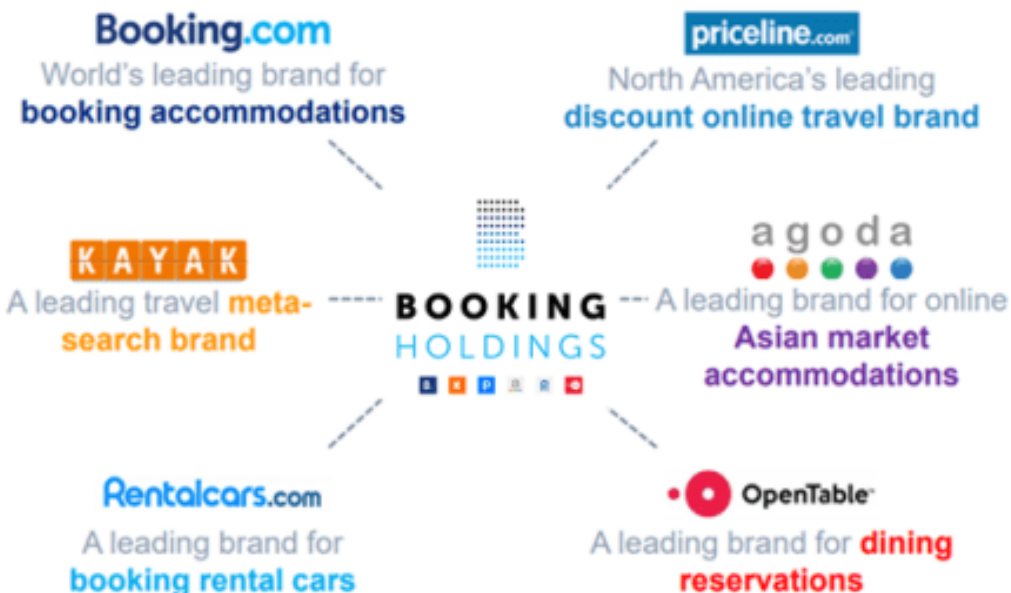 Booking.com
World's leading brand for
booking accommodations
priceline.com
North America's leading
discount online travel brand
KAYAK
A leading travel meta-
search brand
BOOKING
HOLDINGS
agoda
A leading brand for online
Asian market
accommodations
Rentalcars.com
A leading brand for
booking rental cars
OpenTable
A leading brand for dining
reservations